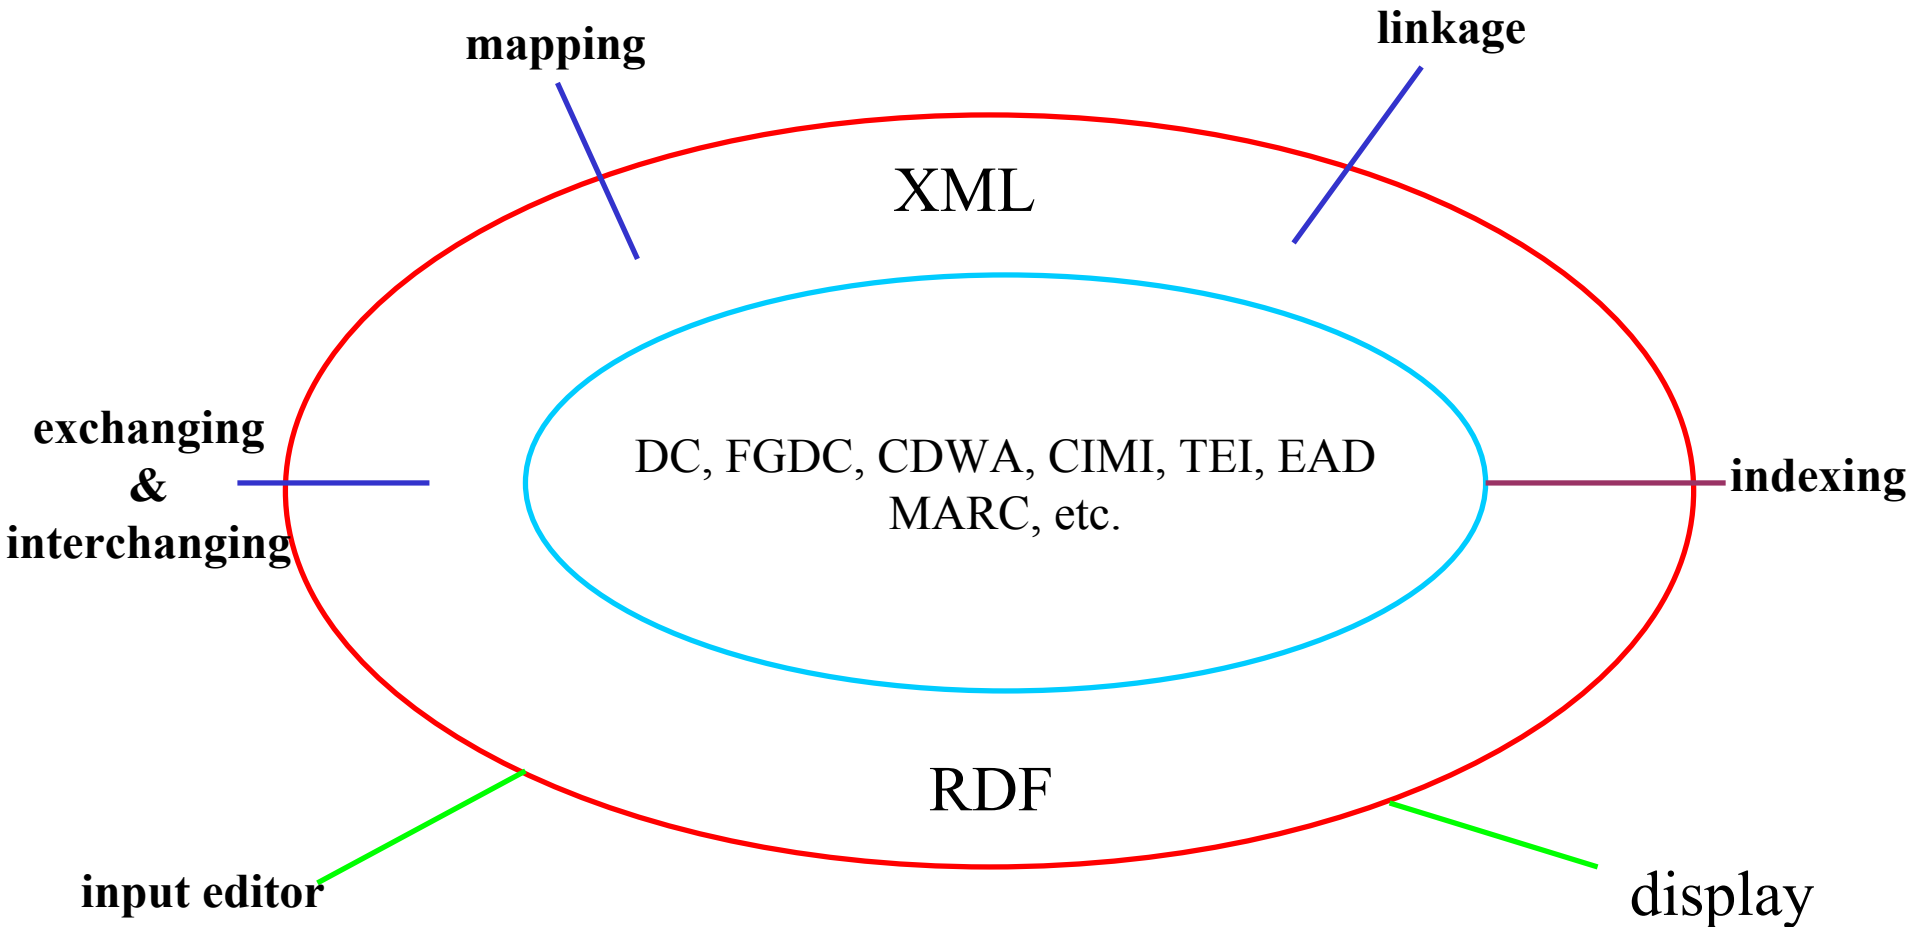 linkage
mapping
XML
exchanging
&
interchanging
DC, FGDC, CDWA, CIMI, TEI, EAD
MARC, etc.
indexing
RDF
input editor
display